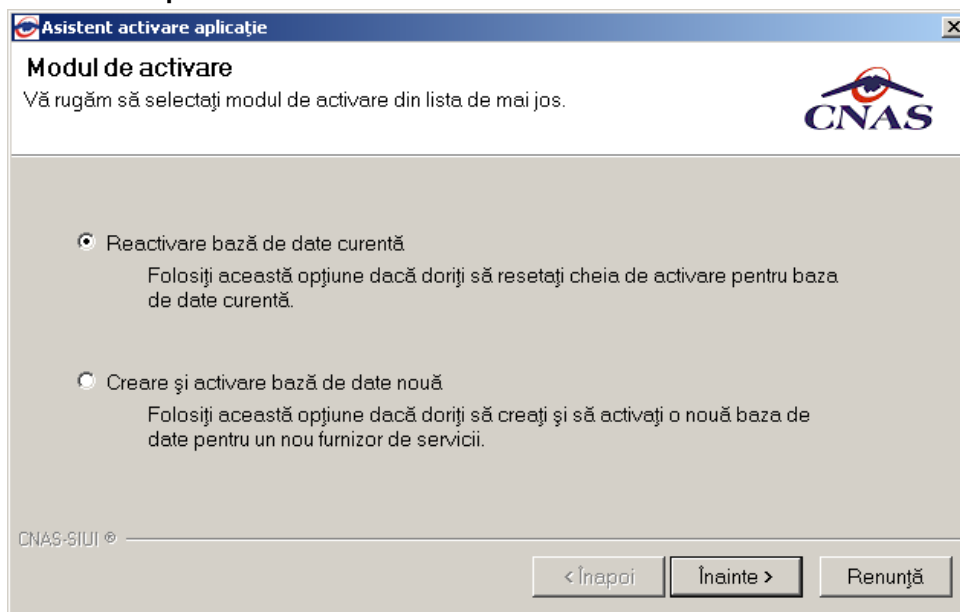 Asistent activare aplicaţie
Modul de activare
Vă rugăm să selectaţi modul de activare din lista de mai jos.
CNAS
Reactivare bază de date curentă
Folosiţi această opţiune dacă doriţi să resetaţi cheia de activare pentru baza
de date curentă.
Creare şi activare bază de date nouă
Folosiţi această opţiune dacă doriţi să creaţi şi să activaţi o nouă baza de
date pentru un nou furnizor de servicii.
CNAS-SIUI ®
< Înapoi
Înainte >
Renunţă